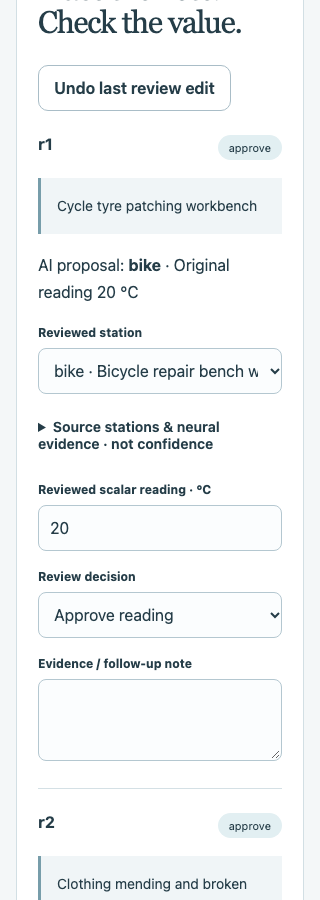 Check the value.
Undo last review edit
r1
approve
Cycle tyre patching workbench
AI proposal: bike · Original
reading 20 °C
Reviewed station
bike · Bicycle repair bench w
▶ Source stations & neural
evidence · not confidence
Reviewed scalar reading · °C
20
Review decision
Approve reading
Evidence / follow-up note
r2
approve
Clothing mending and broken